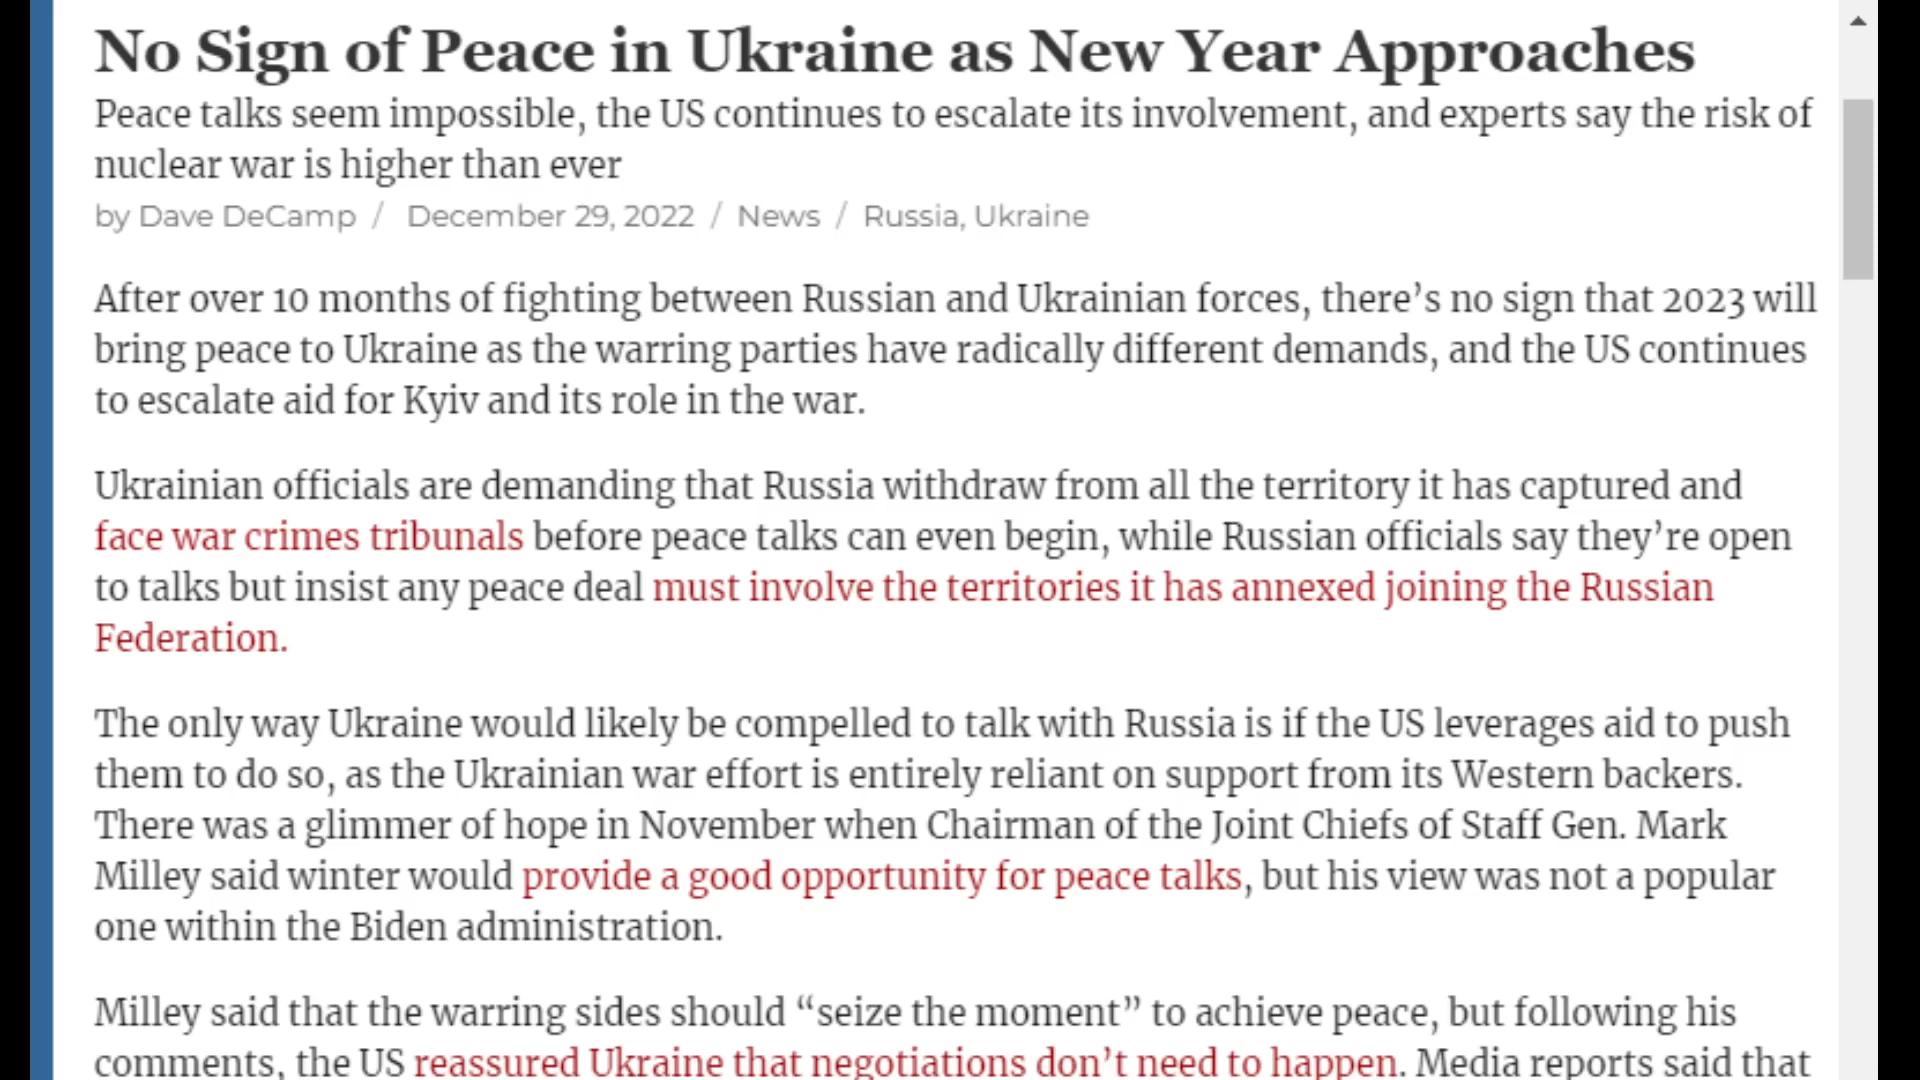 No Sign of Peace in Ukraine as New Year Approaches
Peace talks seem impossible, the US continues to escalate its involvement, and experts say the risk of
nuclear war is higher than ever
by Dave DeCamp / December 29, 2022 / News / Russia, Ukraine
After over 10 months of fighting between Russian and Ukrainian forces, there’s no sign that 2023 will
bring peace to Ukraine as the warring parties have radically different demands, and the US continues
to escalate aid for Kyiv and its role in the war.
Ukrainian officials are demanding that Russia withdraw from all the territory it has captured and
face war crimes tribunals before peace talks can even begin, while Russian officials say they’re open
to talks but insist any peace deal must involve the territories it has annexed joining the Russian
Federation.
The only way Ukraine would likely be compelled to talk with Russia is if the US leverages aid to push
them to do so, as the Ukrainian war effort is entirely reliant on support from its Western backers.
There was a glimmer of hope in November when Chairman of the Joint Chiefs of Staff Gen. Mark
Milley said winter would provide a good opportunity for peace talks, but his view was not a popular
one within the Biden administration.
Milley said that the warring sides should “seize the moment” to achieve peace, but following his
comments, the US reassured Ukraine that negotiations don’t need to happen. Media reports said that